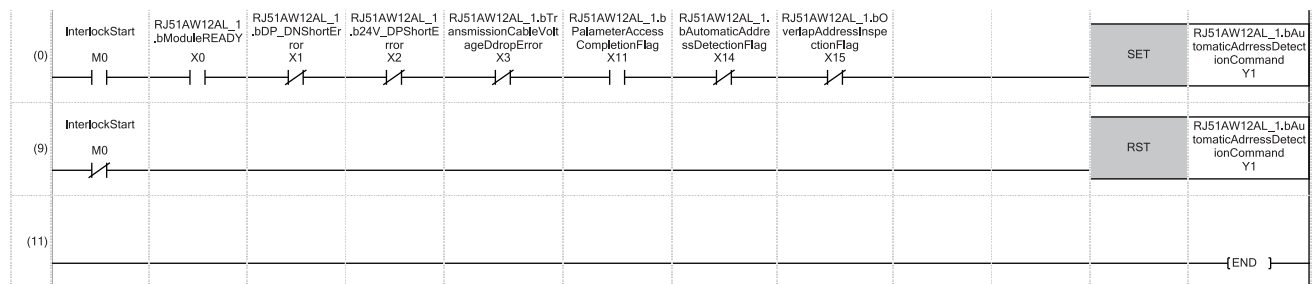 InterlockStart
M0
RJ51AW12AL_1
.bModuleREADY
X0
RJ51AW12AL_1
.bDP_DNShortEr
ror
X1
RJ51AW12AL_1
.b24V_DPShortE
rror
X2
RJ51AW12AL_1.bTr
ansmissionCableVolt
ageDdropError
X3
RJ51AW12AL_1.b
PalameterAccess
CompletionFlag
X11
RJ51AW12AL_1.
bAutomaticAddre
ssDetectionFlag
X14
RJ51AW12AL_1.bO
verlapAddressInspe
ctionFlag
X15
(0)
SET
RJ51AW12AL_1.bAu
tomaticAdrressDetect
ionCommand
Y1
InterlockStart
M0
(9)
RST
RJ51AW12AL_1.bAu
tomaticAdrressDetect
ionCommand
Y1
(11)
[END ]